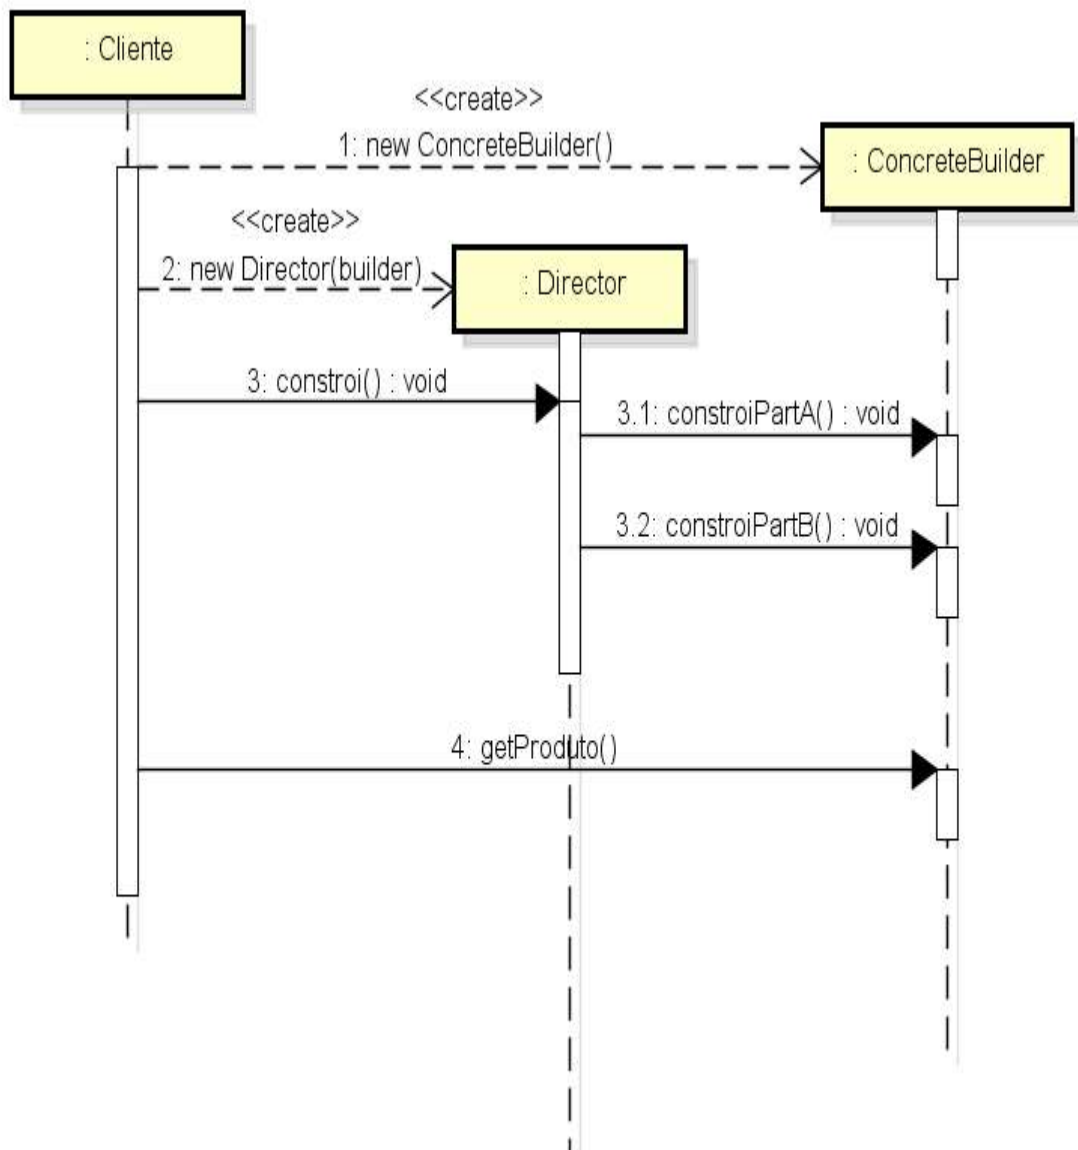 : Cliente
<<create>>
1: new ConcreteBuilder()
: ConcreteBuilder
<<create>>
2: new Director(builder)
: Director
3: constroi() : void
3.1: constroiPartA() : void
3.2: constroiPartB() : void
4: getProduto()